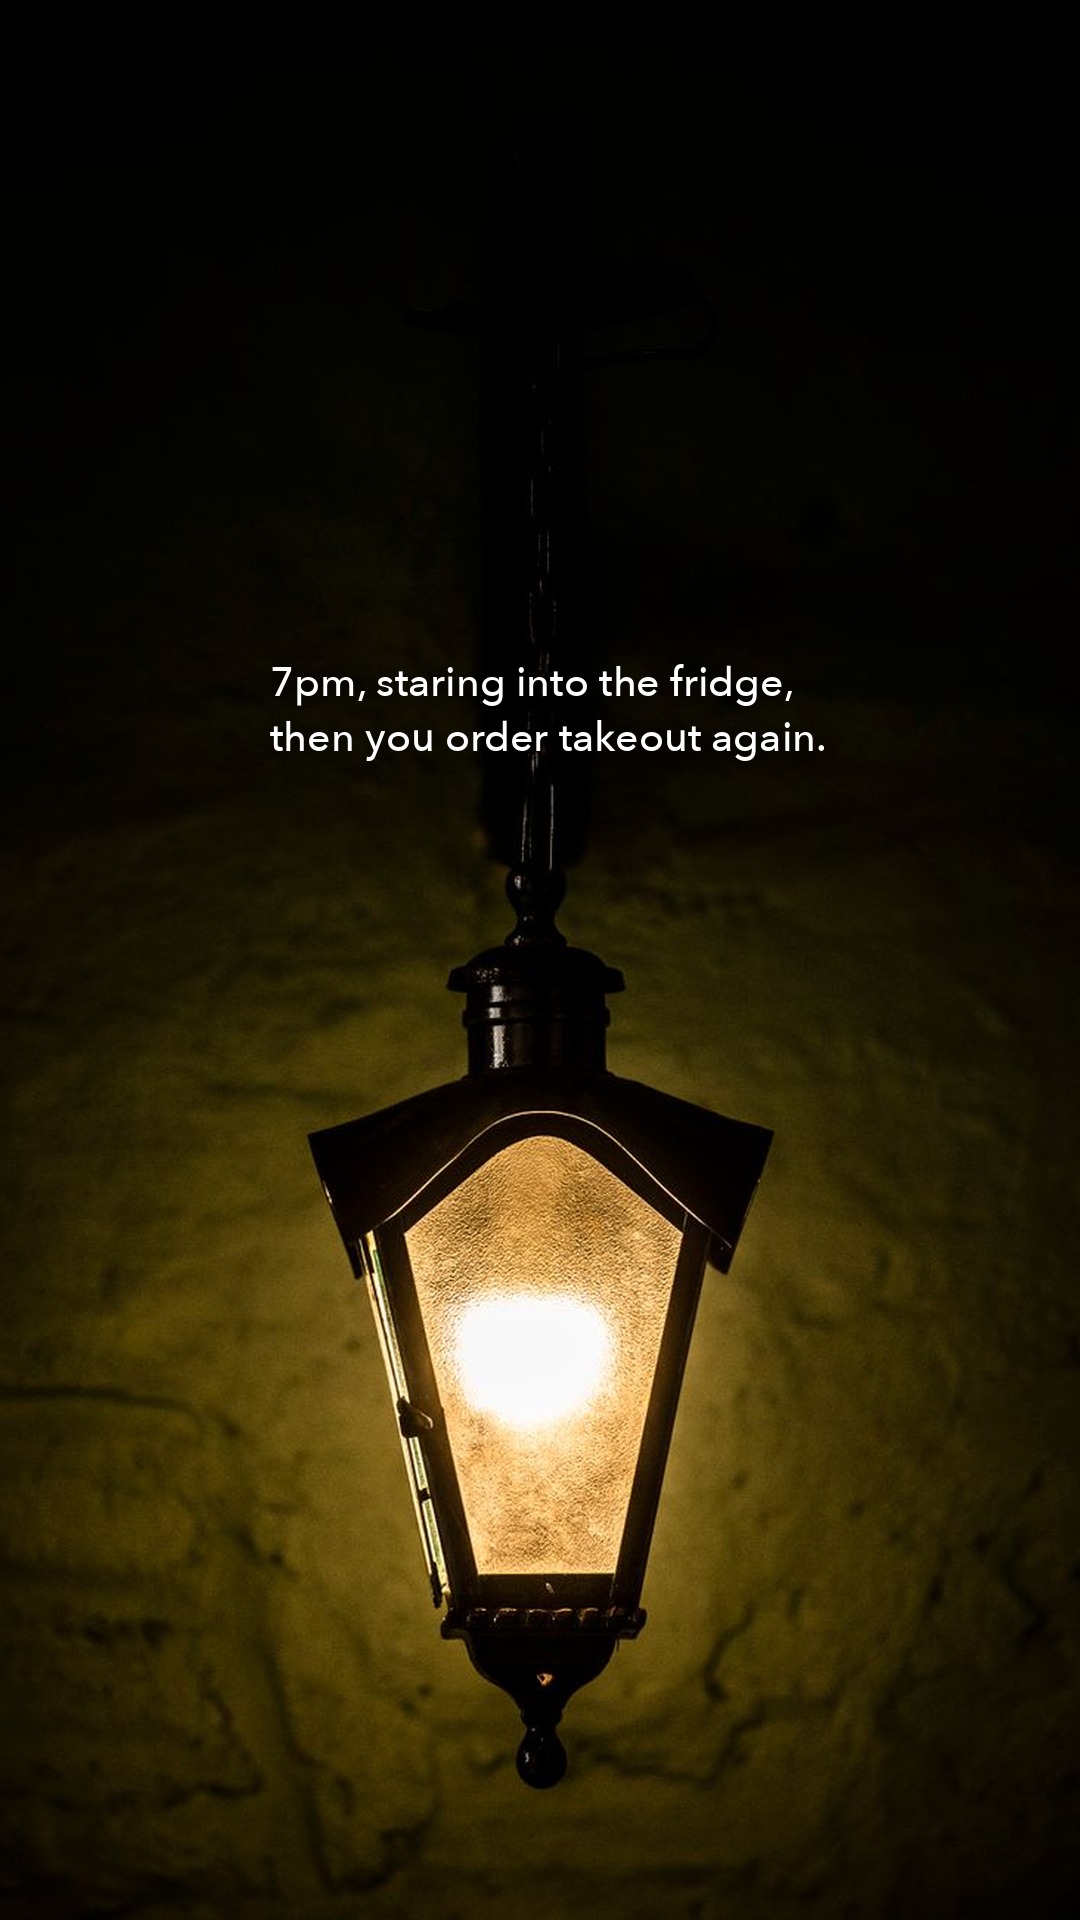 7pm, staring into the fridge,
then you order takeout again.